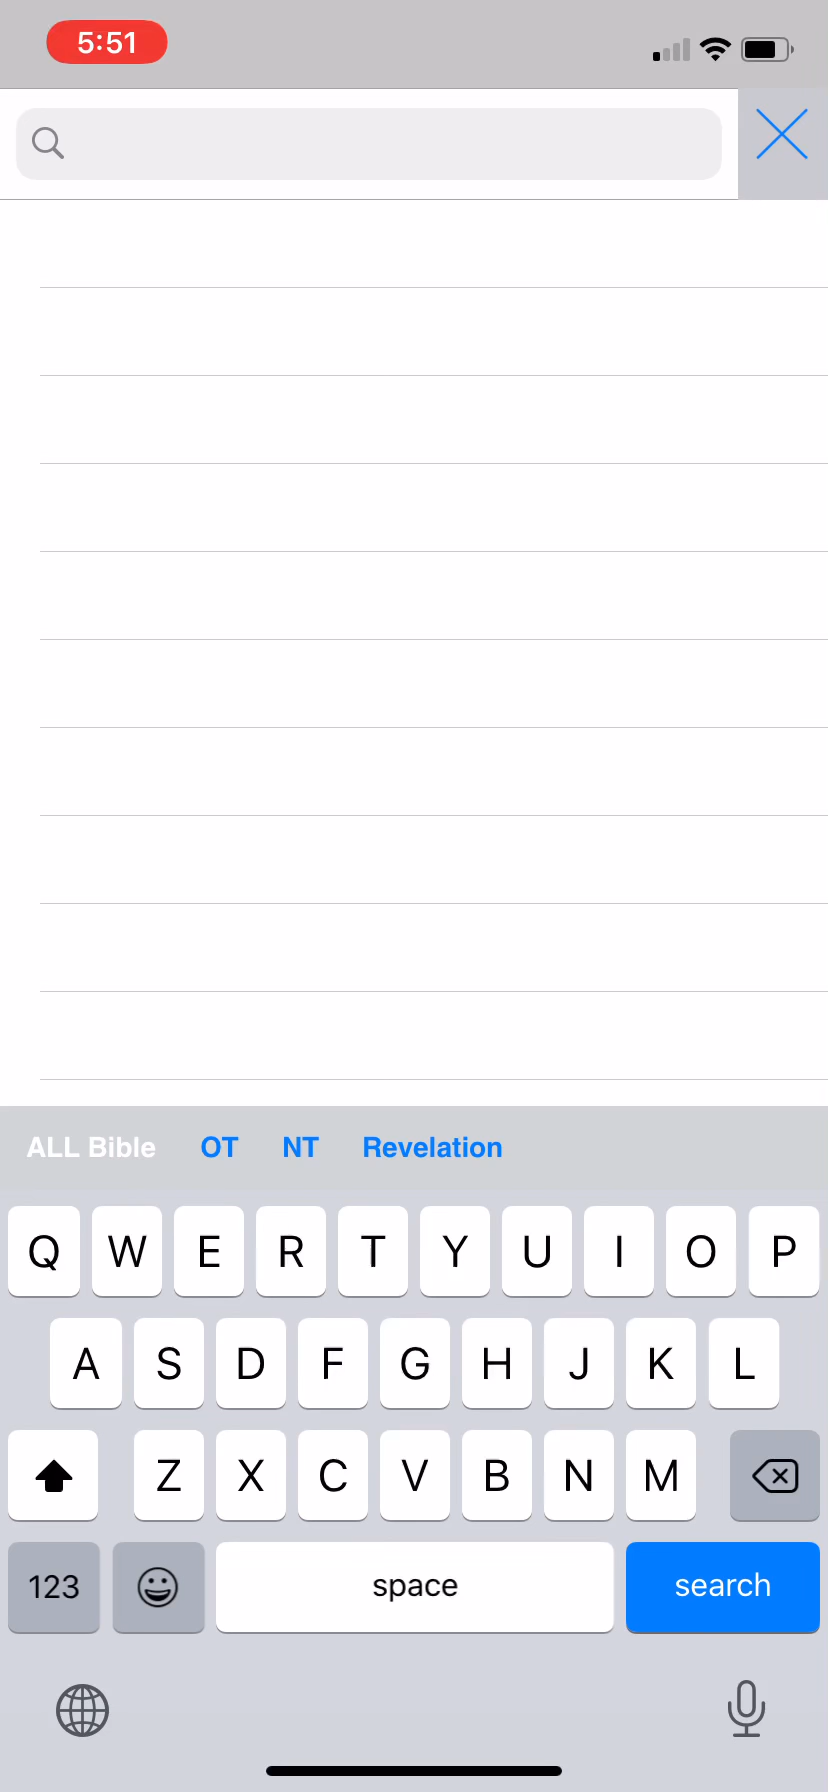 5:51
ALL Bible OT NT Revelation
Q W E R T Y U I O P
A S D F G H J K L
Z X C V B N M
123 space search